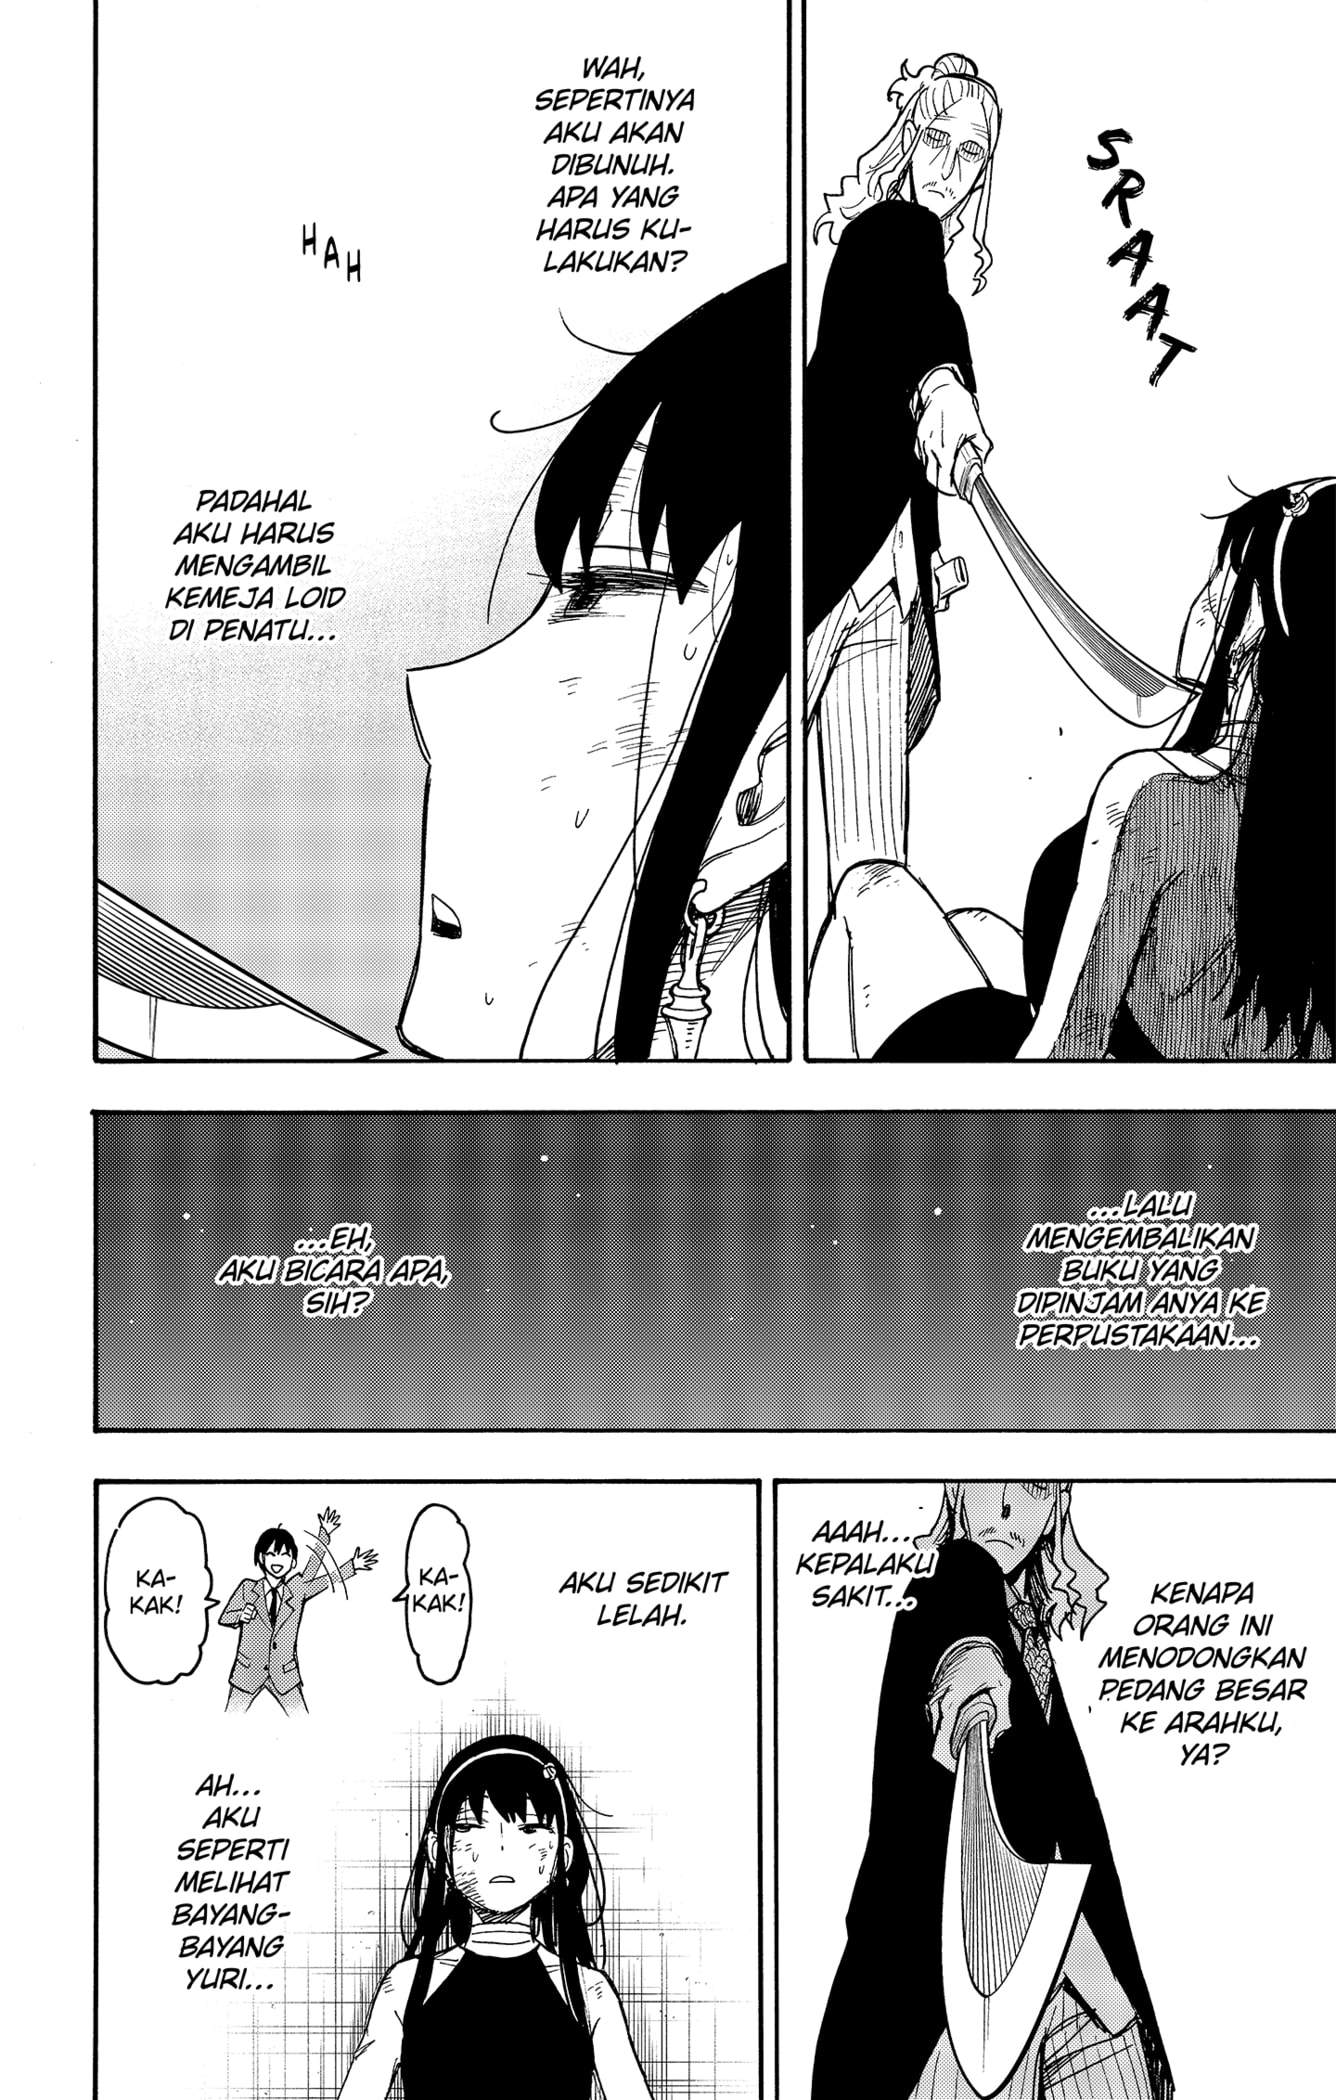 SRAAT
WAH,
SEPERTINYA
AKU AKAN
DIBUNUH.
APA YANG
HARUS KU-
LAKUKAN?
HAH
PADAHAL
AKU HARUS
MENGAMBIL
KEMEJA LOID
DI PENATU...
...LALU
MENGEMBALIKAN
BUKU YANG
DIPINJAM ANYA KE
PERPUSTAKAAN...
...EH,
AKU BICARA APA,
SIH?
KENAPA
ORANG INI
MENODONGKAN
PEDANG BESAR
KE ARAHKU,
YA?
AAAH...
KEPALAKU
SAKIT...
AKU SEDIKIT
LELAH.
KA-
KAK!
KA-
KAK!
AH...
AKU
SEPERTI
MELIHAT
BAYANG-
BAYANG
YURI...